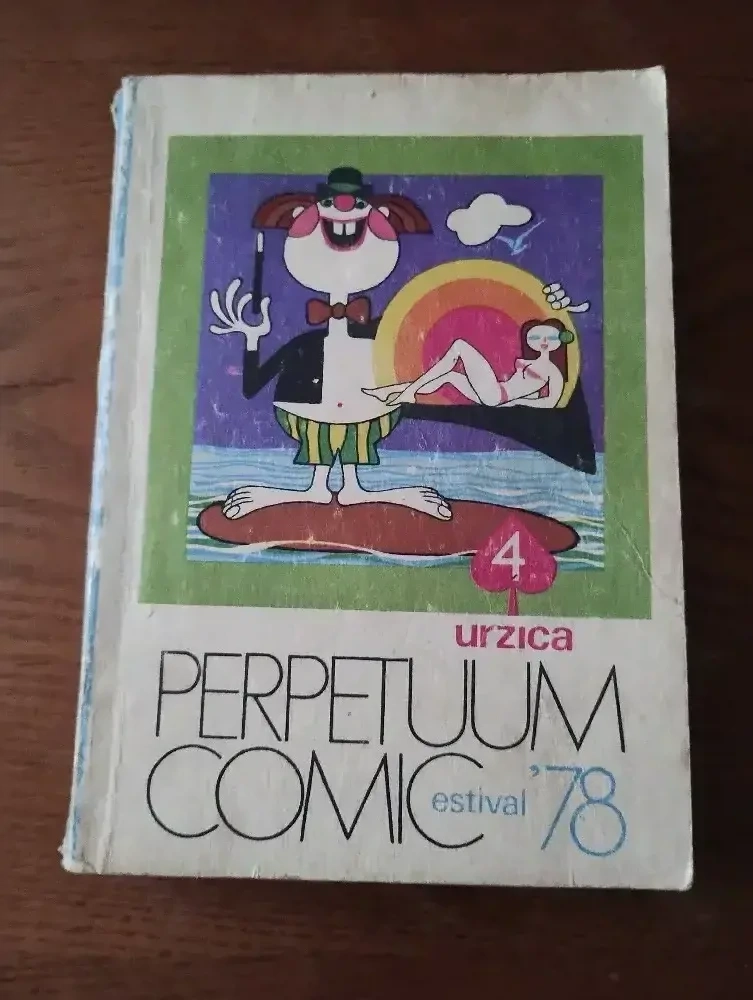 4
urzica
PERPETUUM
COMIC estival '78